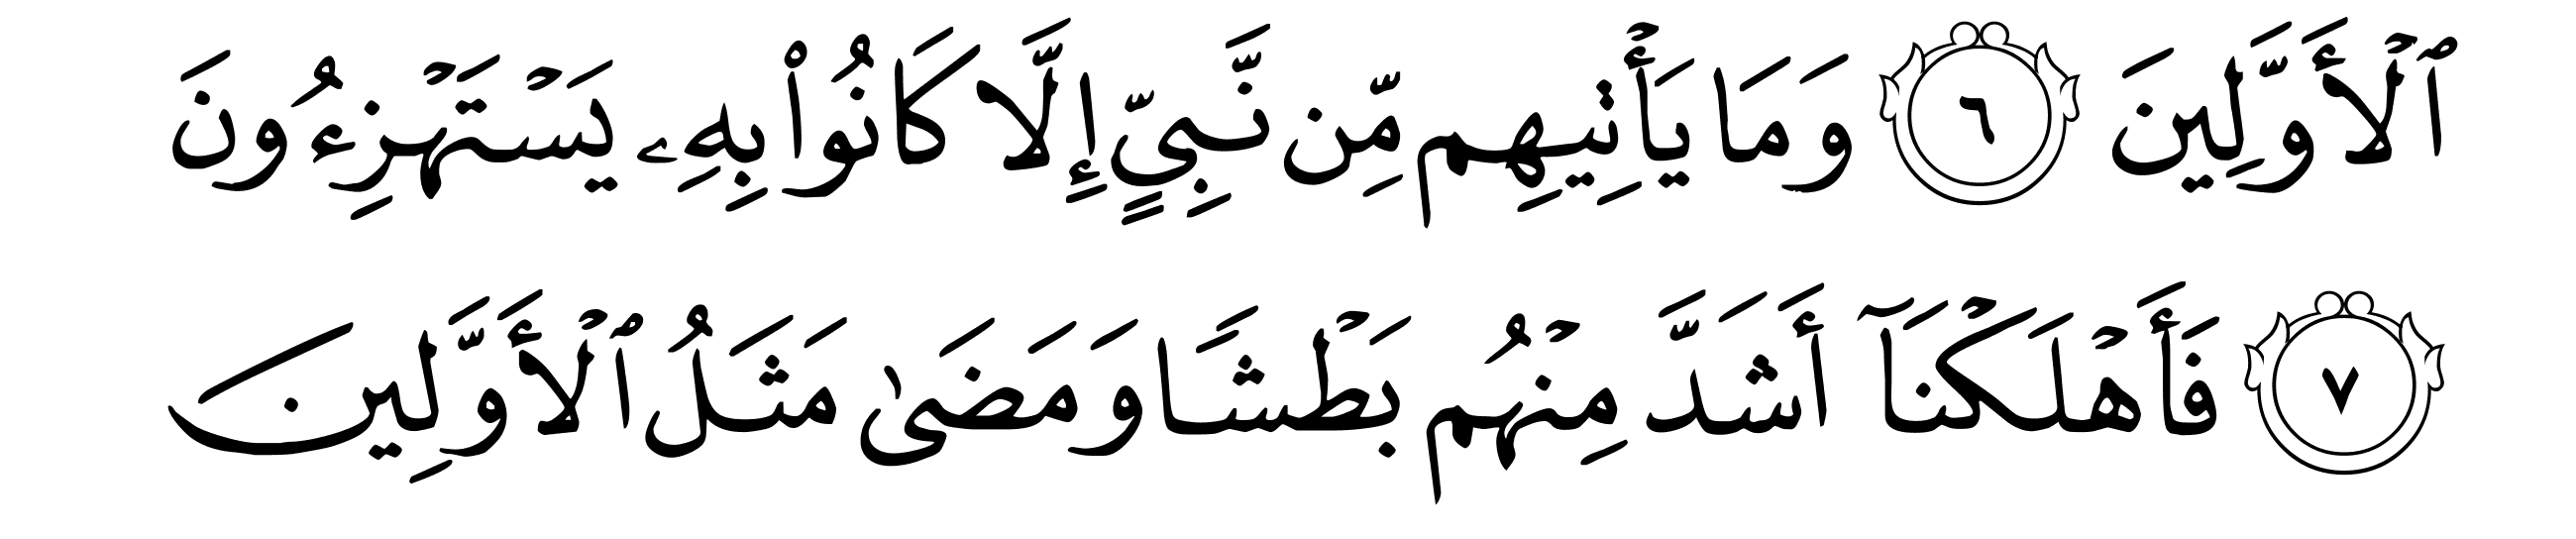 ٱلۡأَوَّلِينَ ٦ وَمَا يَأۡتِيهِم مِّن نَّبِيٍّ إِلَّا كَانُواْ بِهِۦ يَسۡتَهۡزِءُونَ
٧ فَأَهۡلَكۡنَآ أَشَدَّ مِنۡهُم بَطۡشٗا وَمَضَىٰ مَثَلُ ٱلۡأَوَّلِينَ